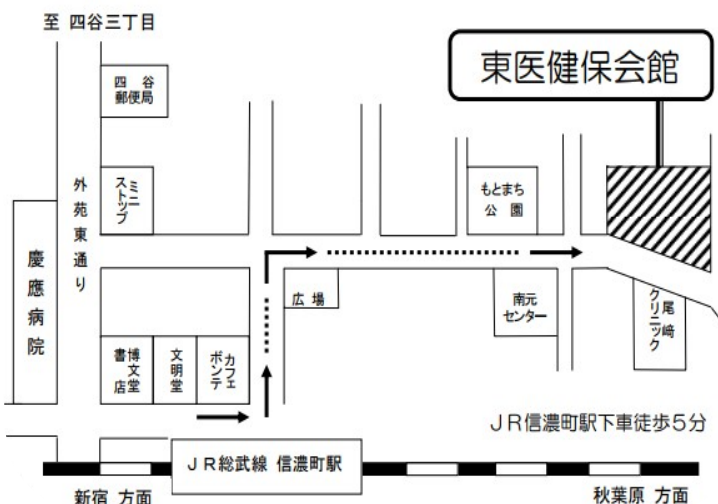 至 四谷三丁目
東医健保会館
四 谷
郵便局
ミニ
ストップ
外苑東通り
慶應病院
もとまち
公 園
広 場
南元
センター
尾﨑
クリニック
博文堂
書店
文明堂
カフェ
ボンテ
JR信濃町駅下車徒歩5分
JR総武線 信濃町駅
新宿 方面
秋葉原 方面